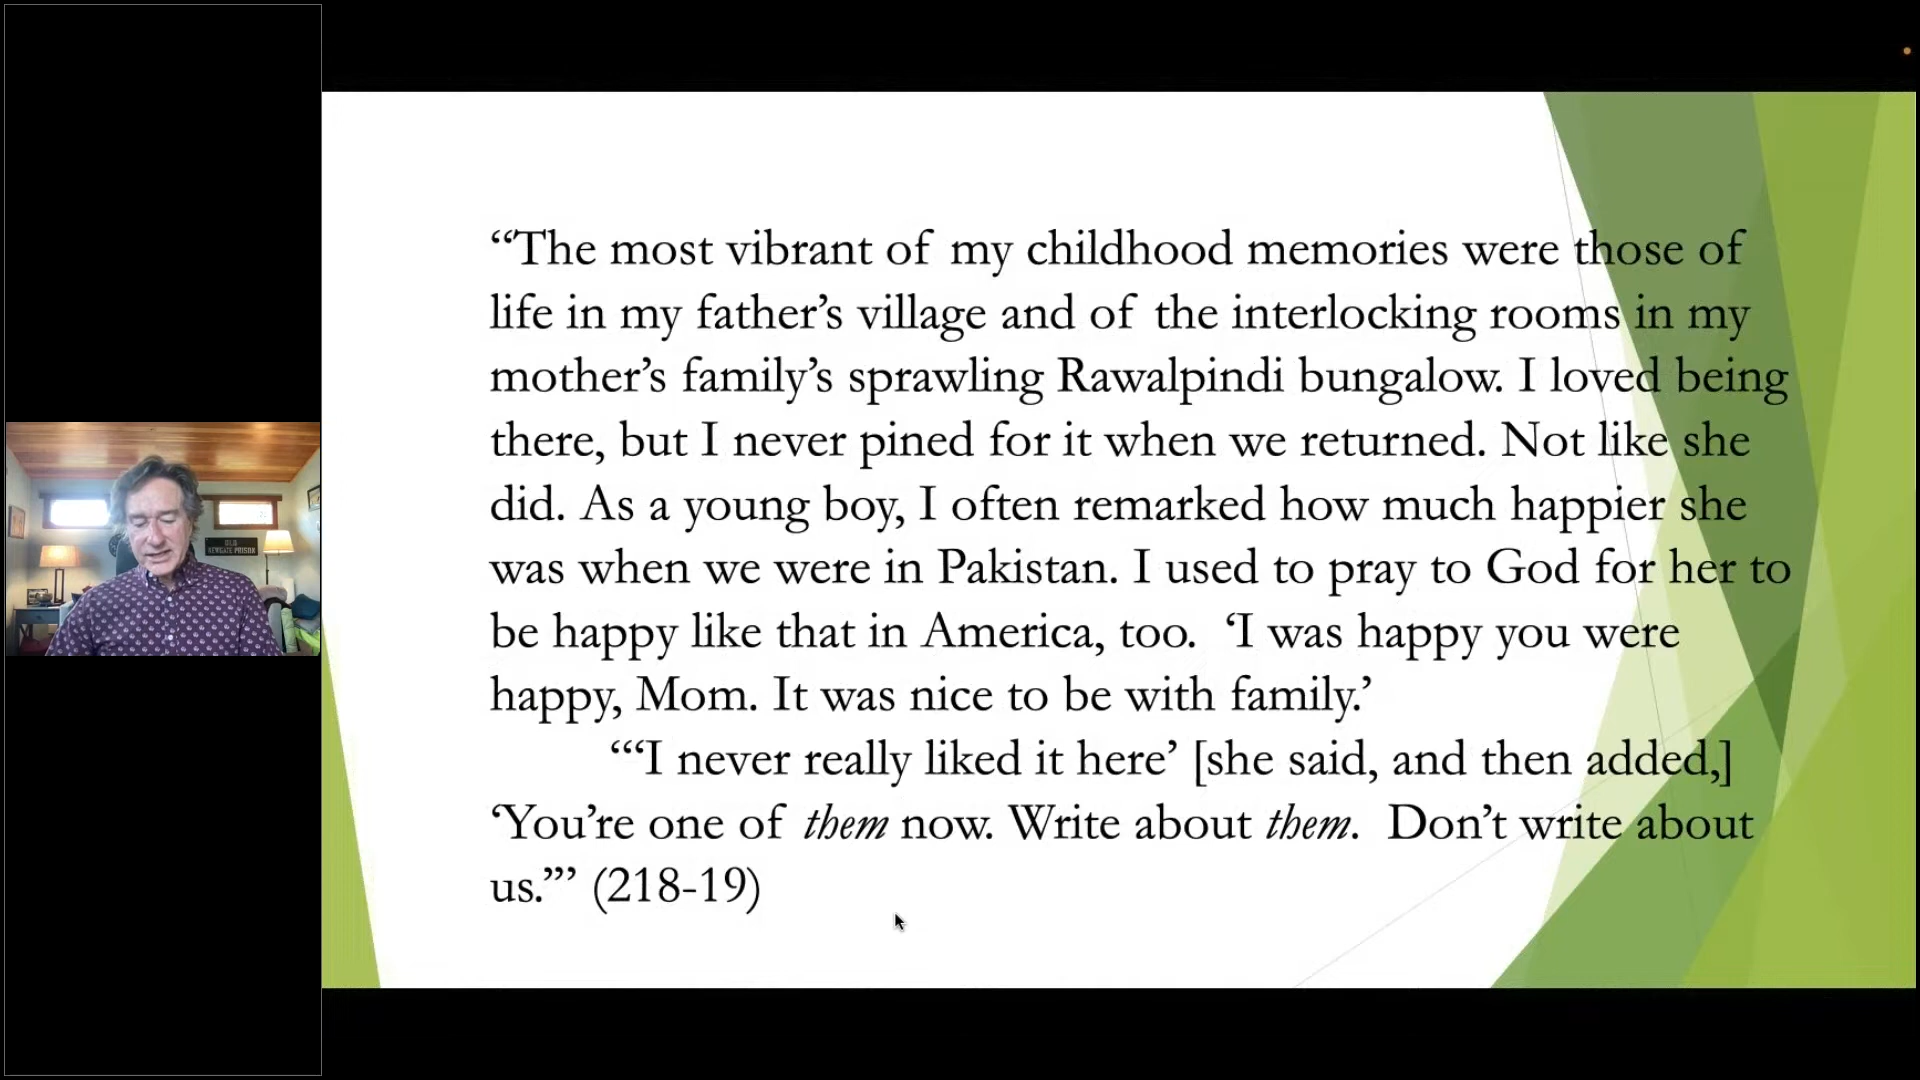 “The most vibrant of my childhood memories were those of
life in my father’s village and of the interlocking rooms in my
mother’s family’s sprawling Rawalpindi bungalow. I loved being
there, but I never pined for it when we returned. Not like she
did. As a young boy, I often remarked how much happier she
was when we were in Pakistan. I used to pray to God for her to
be happy like that in America, too. ‘I was happy you were
happy, Mom. It was nice to be with family.’
“‘I never really liked it here’ [she said, and then added,]
‘You’re one of them now. Write about them. Don’t write about
us.”’ (218-19)
OLD
NEWGATE PRISON